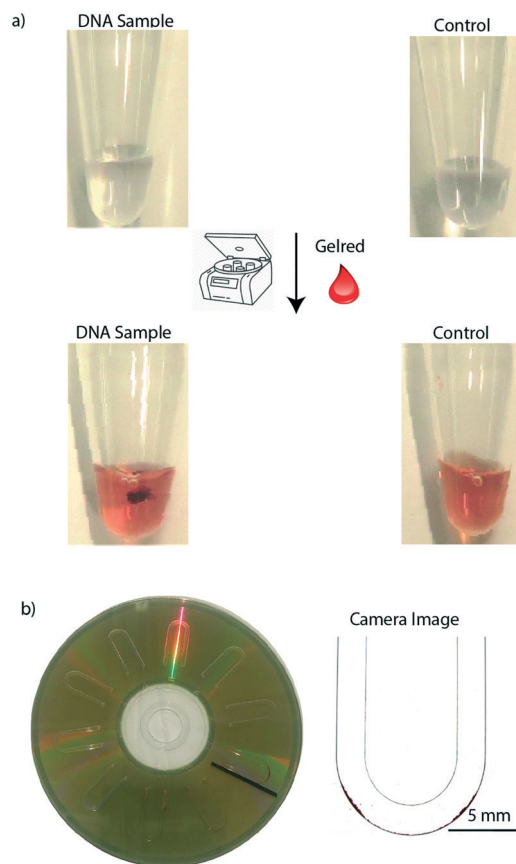 a)
DNA Sample
Control
Gelred
DNA Sample
Control
b)
Camera Image
5 mm